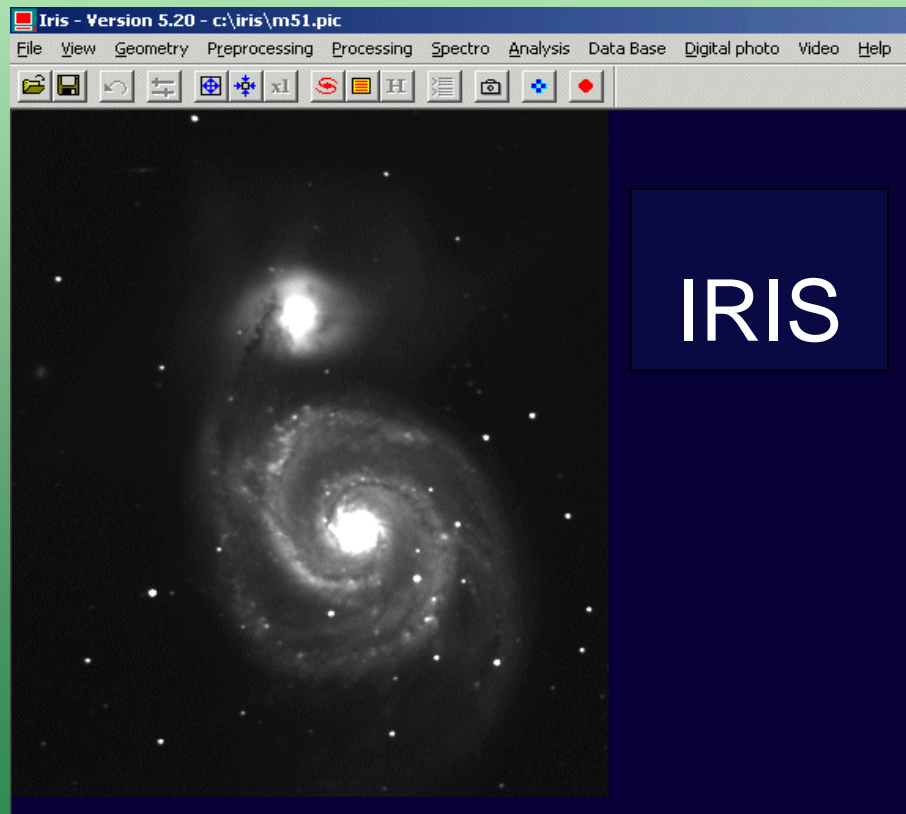 Iris - Version 5.20 - c:\iris\m51.pic
File View Geometry Preprocessing Processing Spectro Analysis Data Base Digital photo Video Help
x1 H
IRIS